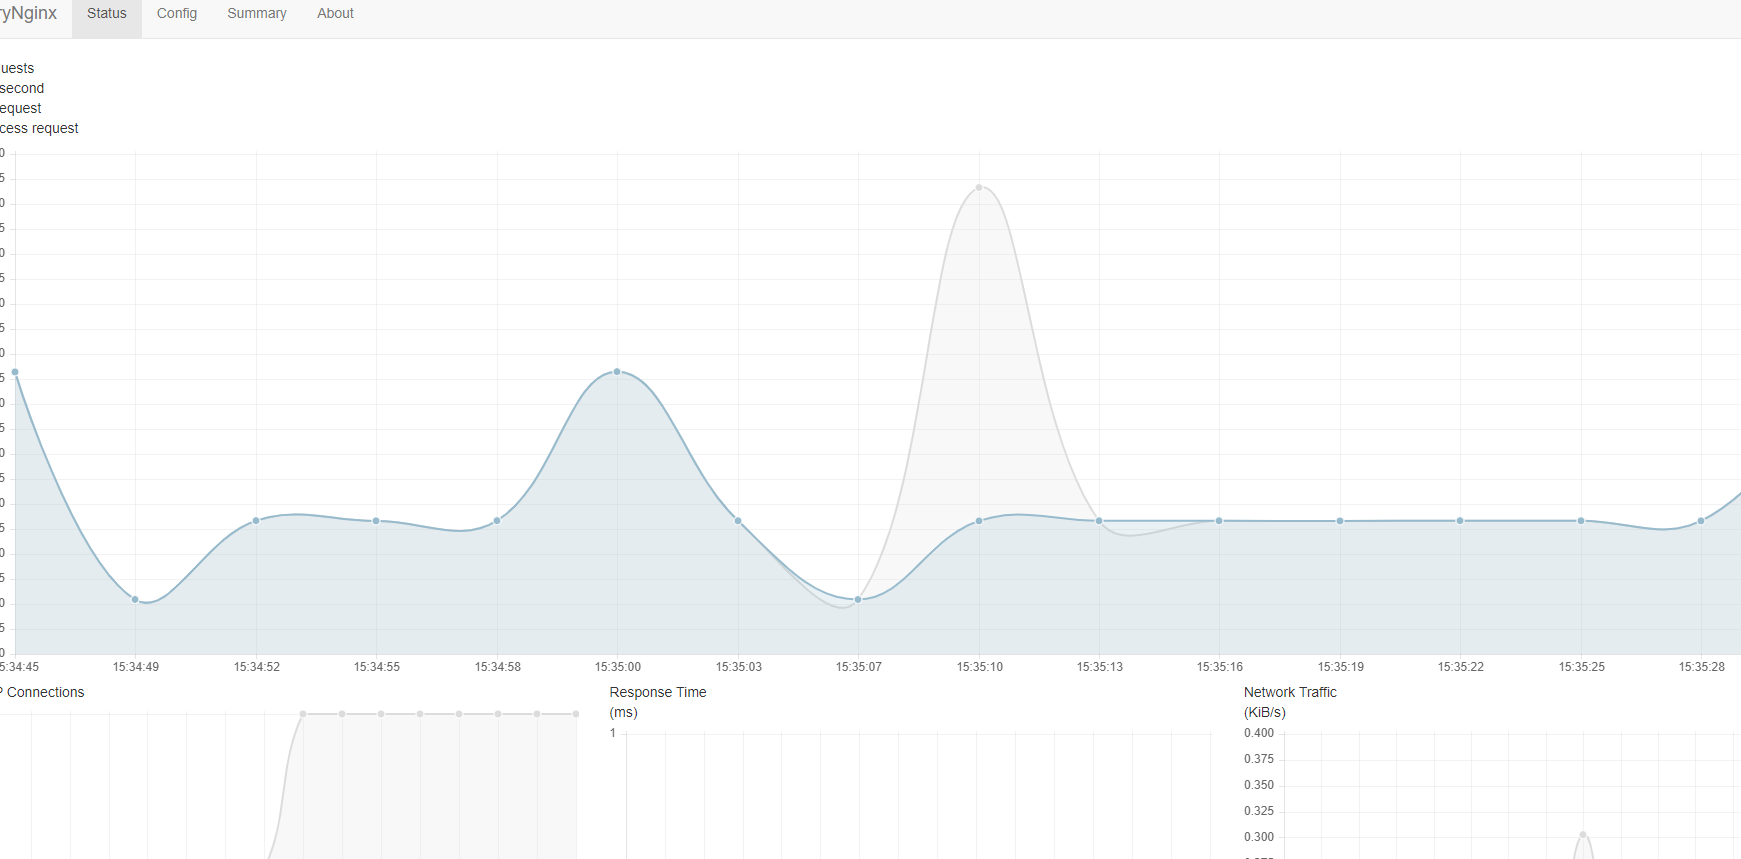 ryNginx Status Config Summary About
uests
second
equest
cess request
0
5
0
5
0
5
0
5
0
5
0
5
0
5
0
5
0
5
0
5
0
5:34:45 15:34:49 15:34:52 15:34:55 15:34:58 15:35:00 15:35:03 15:35:07 15:35:10 15:35:13 15:35:16 15:35:19 15:35:22 15:35:25 15:35:28
P Connections
Response Time
(ms)
1
Network Traffic
(KiB/s)
0.400
0.375
0.350
0.325
0.300